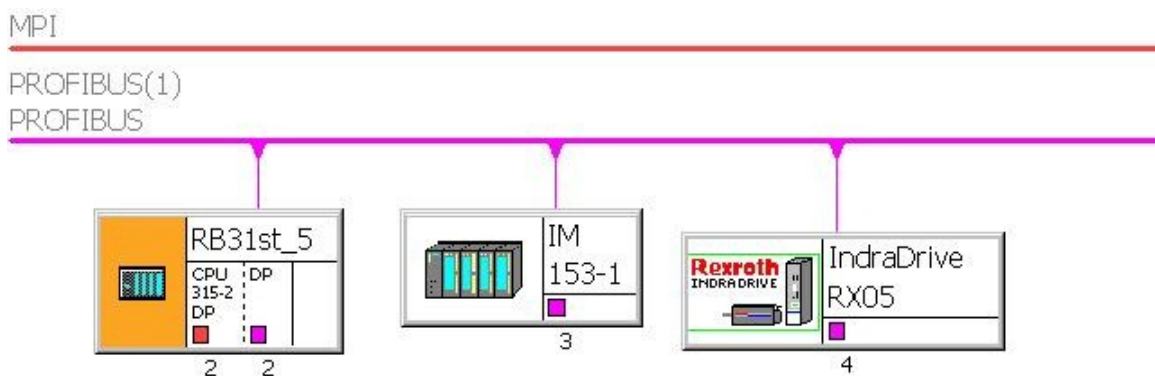 MPI
PROFIBUS(1)
PROFIBUS
RB31st_5
CPU
315-2
DP
DP
2
2
IM
153-1
3
Rexroth
INDRADRIVE
IndraDrive
RX05
4